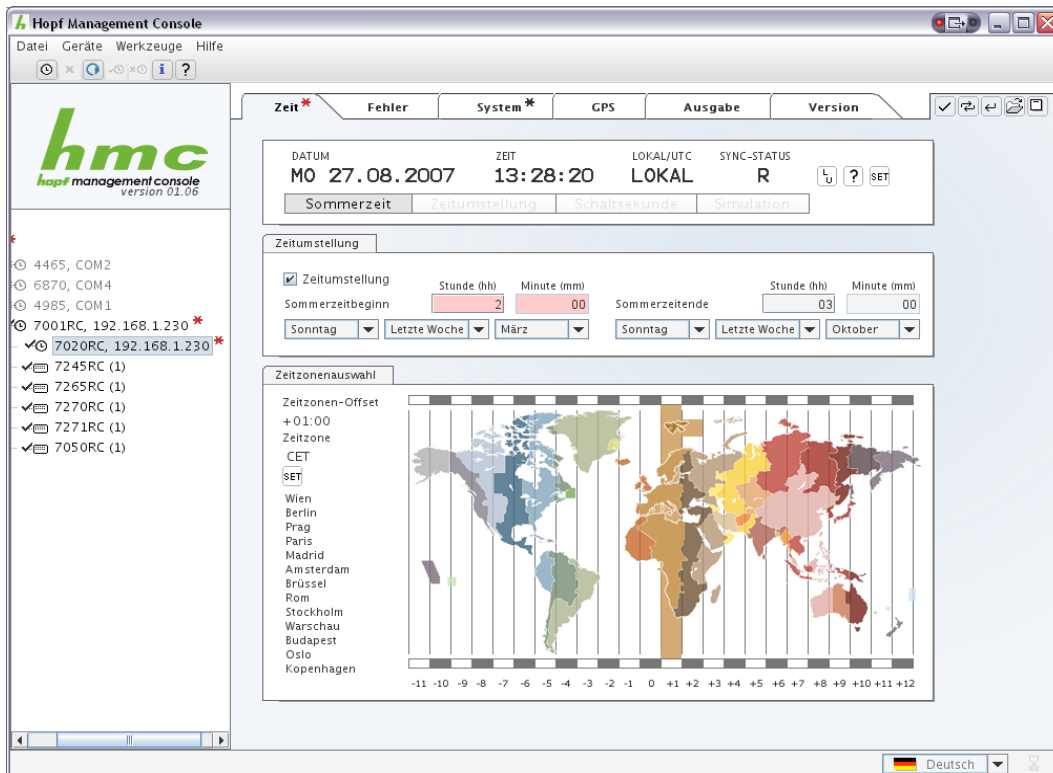 Hopf Management Console
Datei Geräte Werkzeuge Hilfe
hmc
hopf management console
version 01.06
4465, COM2
6870, COM4
4985, COM1
7001RC, 192.168.1.230 *
7020RC, 192.168.1.230 *
7245RC (1)
7265RC (1)
7270RC (1)
7271RC (1)
7050RC (1)
Zeit * Fehler System * GPS Ausgabe Version
DATUM ZEIT LOKAL/UTC SYNC-STATUS
MO 27.08.2007 13:28:20 LOKAL R L/U ? SET
Sommerzeit Zeitumstellung Schaltsekunde Simulation
Zeitumstellung
Zeitumstellung
Stunde (hh) Minute (mm) Stunde (hh) Minute (mm)
Sommerzeitbeginn 2 00 Sommerzeitende 03 00
Sonntag Letzte Woche März Sonntag Letzte Woche Oktober
Zeitzonenauswahl
Zeitzonen-Offset
+01:00
Zeitzone
CET
SET
Wien
Berlin
Prag
Paris
Madrid
Amsterdam
Brüssel
Rom
Stockholm
Warschau
Budapest
Oslo
Kopenhagen
-11 -10 -9 -8 -7 -6 -5 -4 -3 -2 -1 0 +1 +2 +3 +4 +5 +6 +7 +8 +9 +10 +11 +12
Deutsch